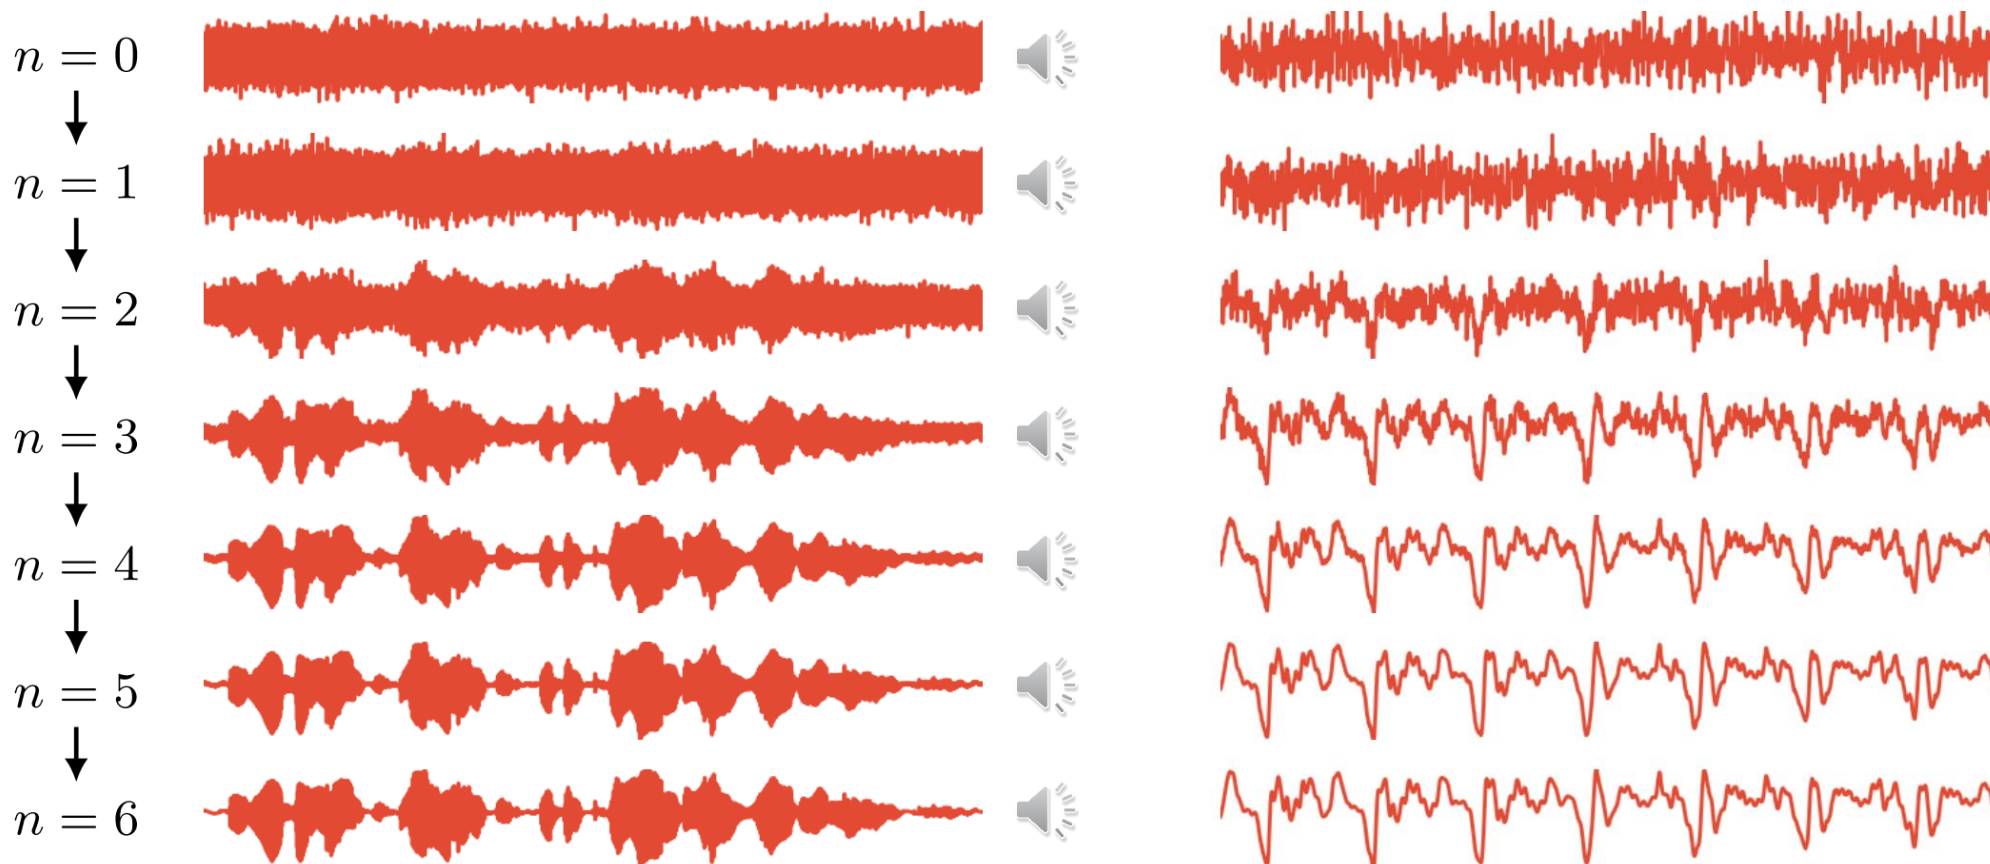 n = 0
n = 1
n = 2
n = 3
n = 4
n = 5
n = 6